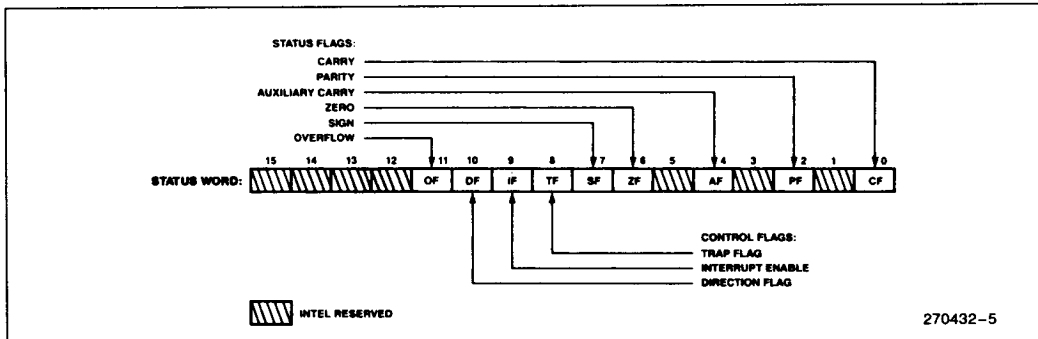 STATUS FLAGS:
CARRY
PARITY
AUXILIARY CARRY
ZERO
SIGN
OVERFLOW
15 14 13 12 11 10 9 8 7 6 5 4 3 2 1 0
STATUS WORD: OF DF IF TF SF ZF AF PF CF
CONTROL FLAGS:
TRAP FLAG
INTERRUPT ENABLE
DIRECTION FLAG
INTEL RESERVED
270432-5